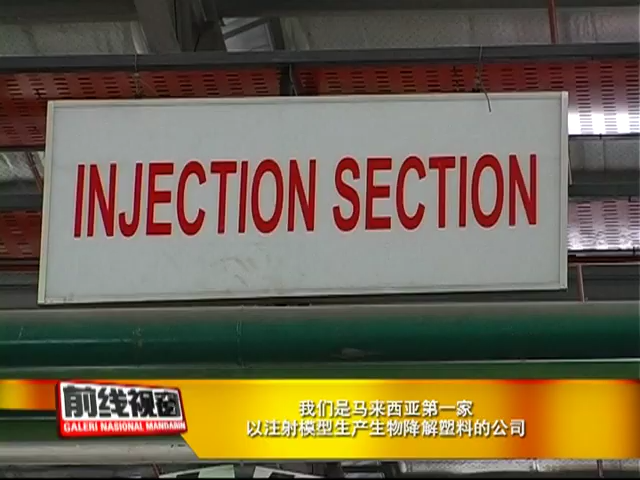 INJECTION SECTION
前线视窗
GALERI NASIONAL MANDARIN
我们是马来西亚第一家
以注射模型生产生物降解塑料的公司